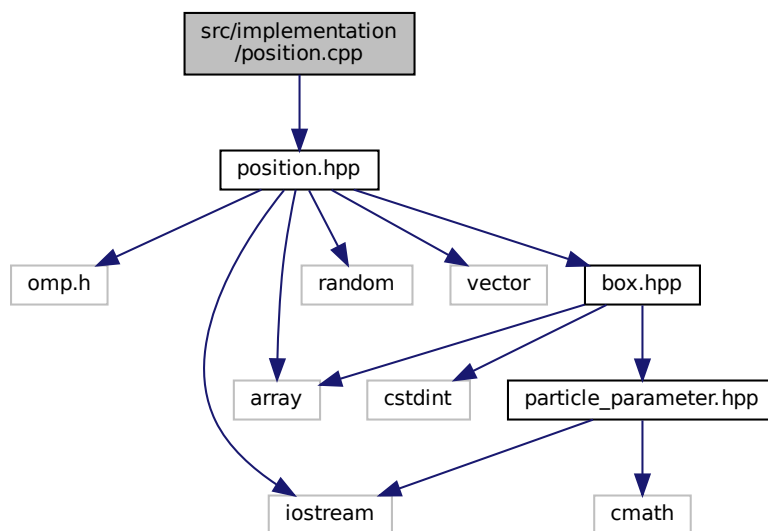 src/implementation
/position.cpp
position.hpp
omp.h
random
vector
box.hpp
array
cstdint
particle_parameter.hpp
iostream
cmath